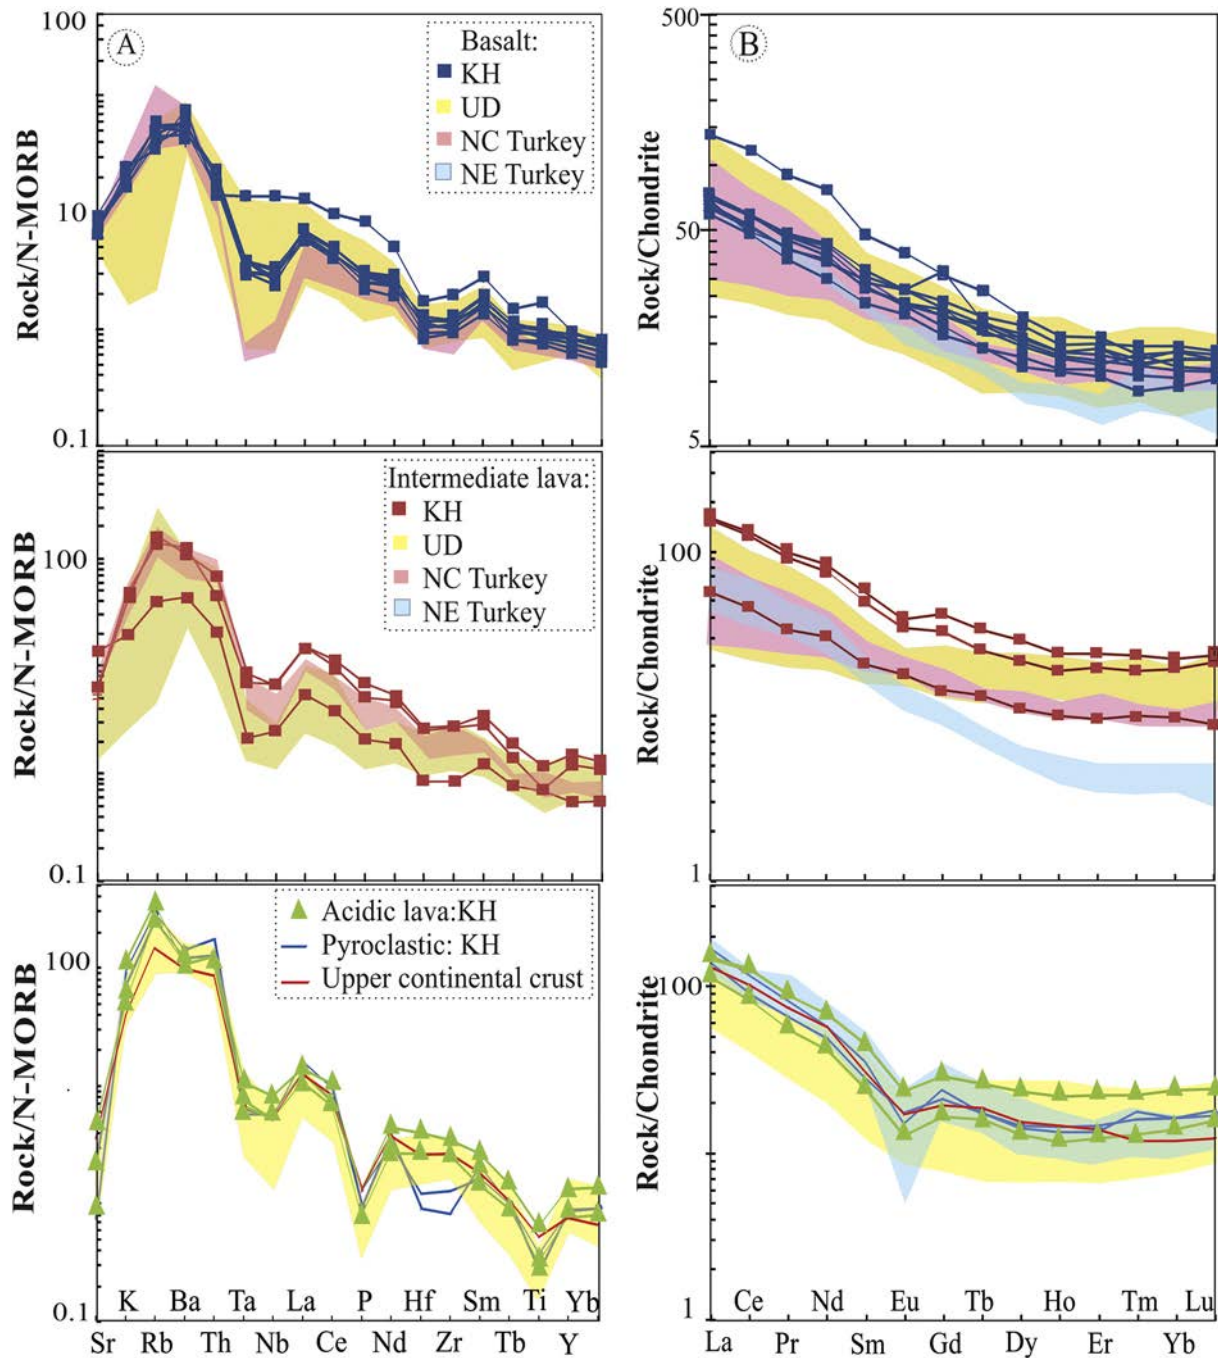 A
Basalt:
KH
UD
NC Turkey
NE Turkey
100
10
0.1
Rock/N-MORB
B
500
50
5
Rock/Chondrite
Intermediate lava:
KH
UD
NC Turkey
NE Turkey
100
0.1
Rock/N-MORB
100
1
Rock/Chondrite
Acidic lava:KH
Pyroclastic: KH
Upper continental crust
100
0.1
Rock/N-MORB
K Ba Ta La P Hf Sm Ti Yb
Sr Rb Th Nb Ce Nd Zr Tb Y
100
1
Rock/Chondrite
Ce Nd Eu Tb Ho Tm Lu
La Pr Sm Gd Dy Er Yb